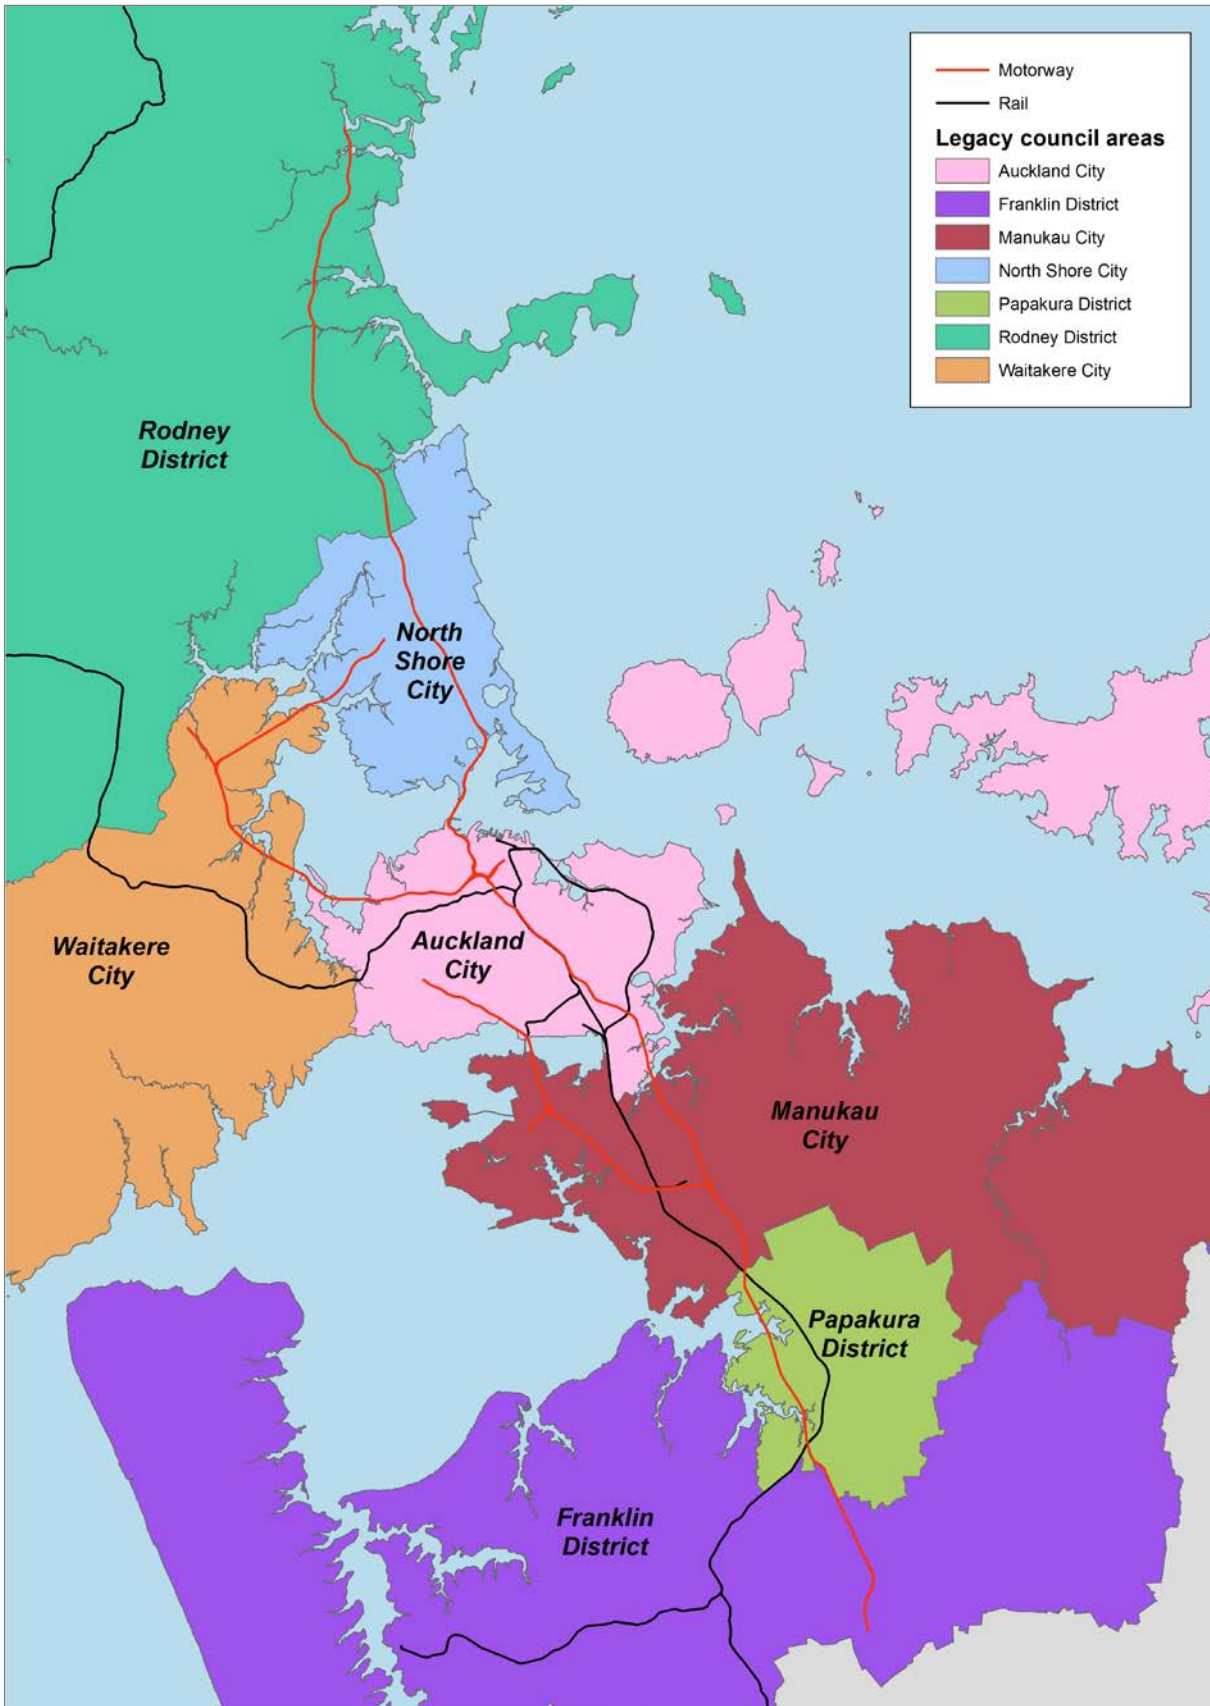 Motorway
Rail
Legacy council areas
Auckland City
Franklin District
Manukau City
North Shore City
Papakura District
Rodney District
Waitakere City
Rodney
District
North
Shore
City
Waitakere
City
Auckland
City
Manukau
City
Papakura
District
Franklin
District